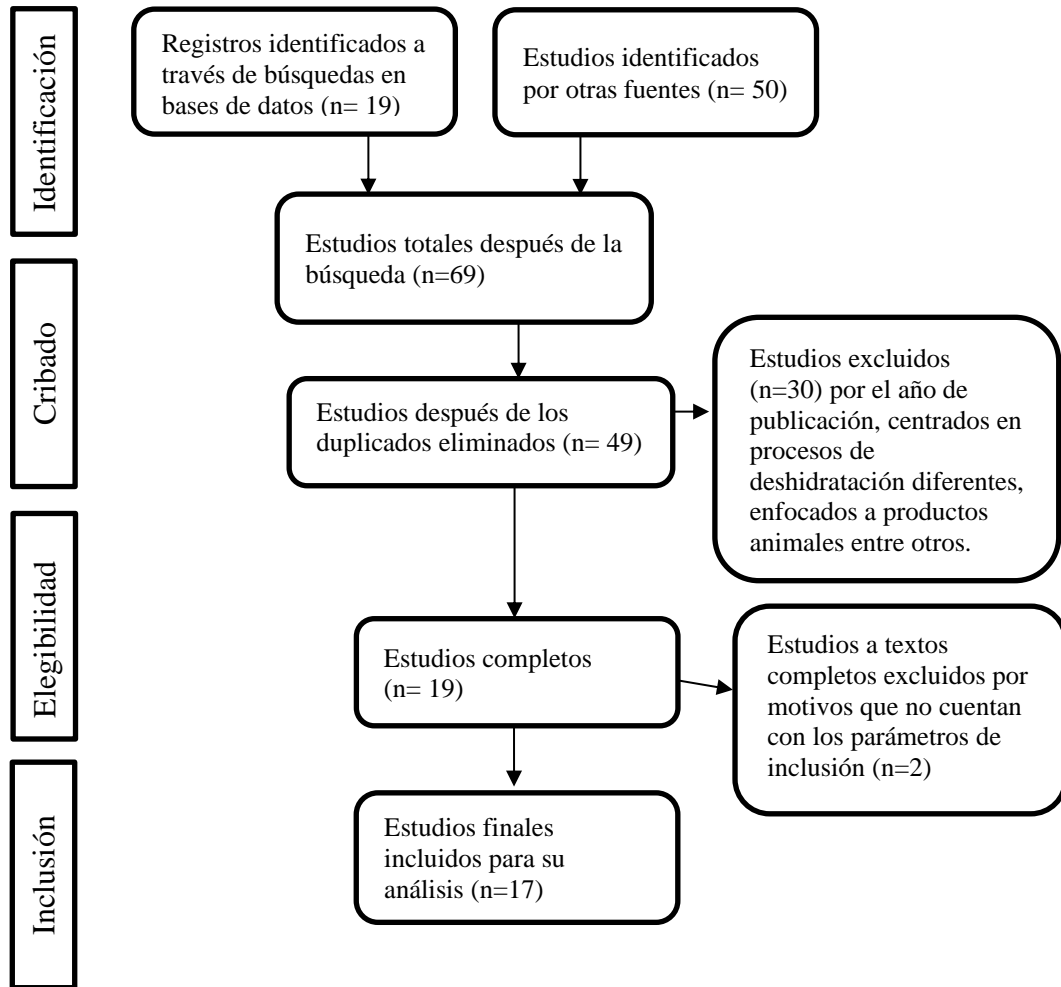 Identificación
Registros identificados a
través de búsquedas en
bases de datos (n= 19)
Estudios identificados
por otras fuentes (n= 50)
Estudios totales después de la
búsqueda (n=69)
Cribado
Estudios después de los
duplicados eliminados (n= 49)
Estudios excluidos
(n=30) por el año de
publicación, centrados en
procesos de
deshidratación diferentes,
enfocados a productos
animales entre otros.
Elegibilidad
Estudios completos
(n= 19)
Estudios a textos
completos excluidos por
motivos que no cuentan
con los parámetros de
inclusión (n=2)
Inclusión
Estudios finales
incluidos para su
análisis (n=17)